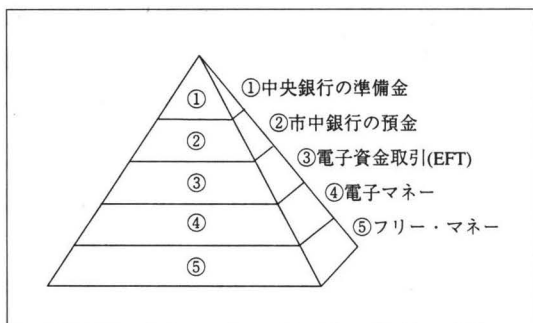 ①
①中央銀行の準備金
②
②市中銀行の預金
③
③電子資金取引(EFT)
④
④電子マネー
⑤
⑤フリー・マネー